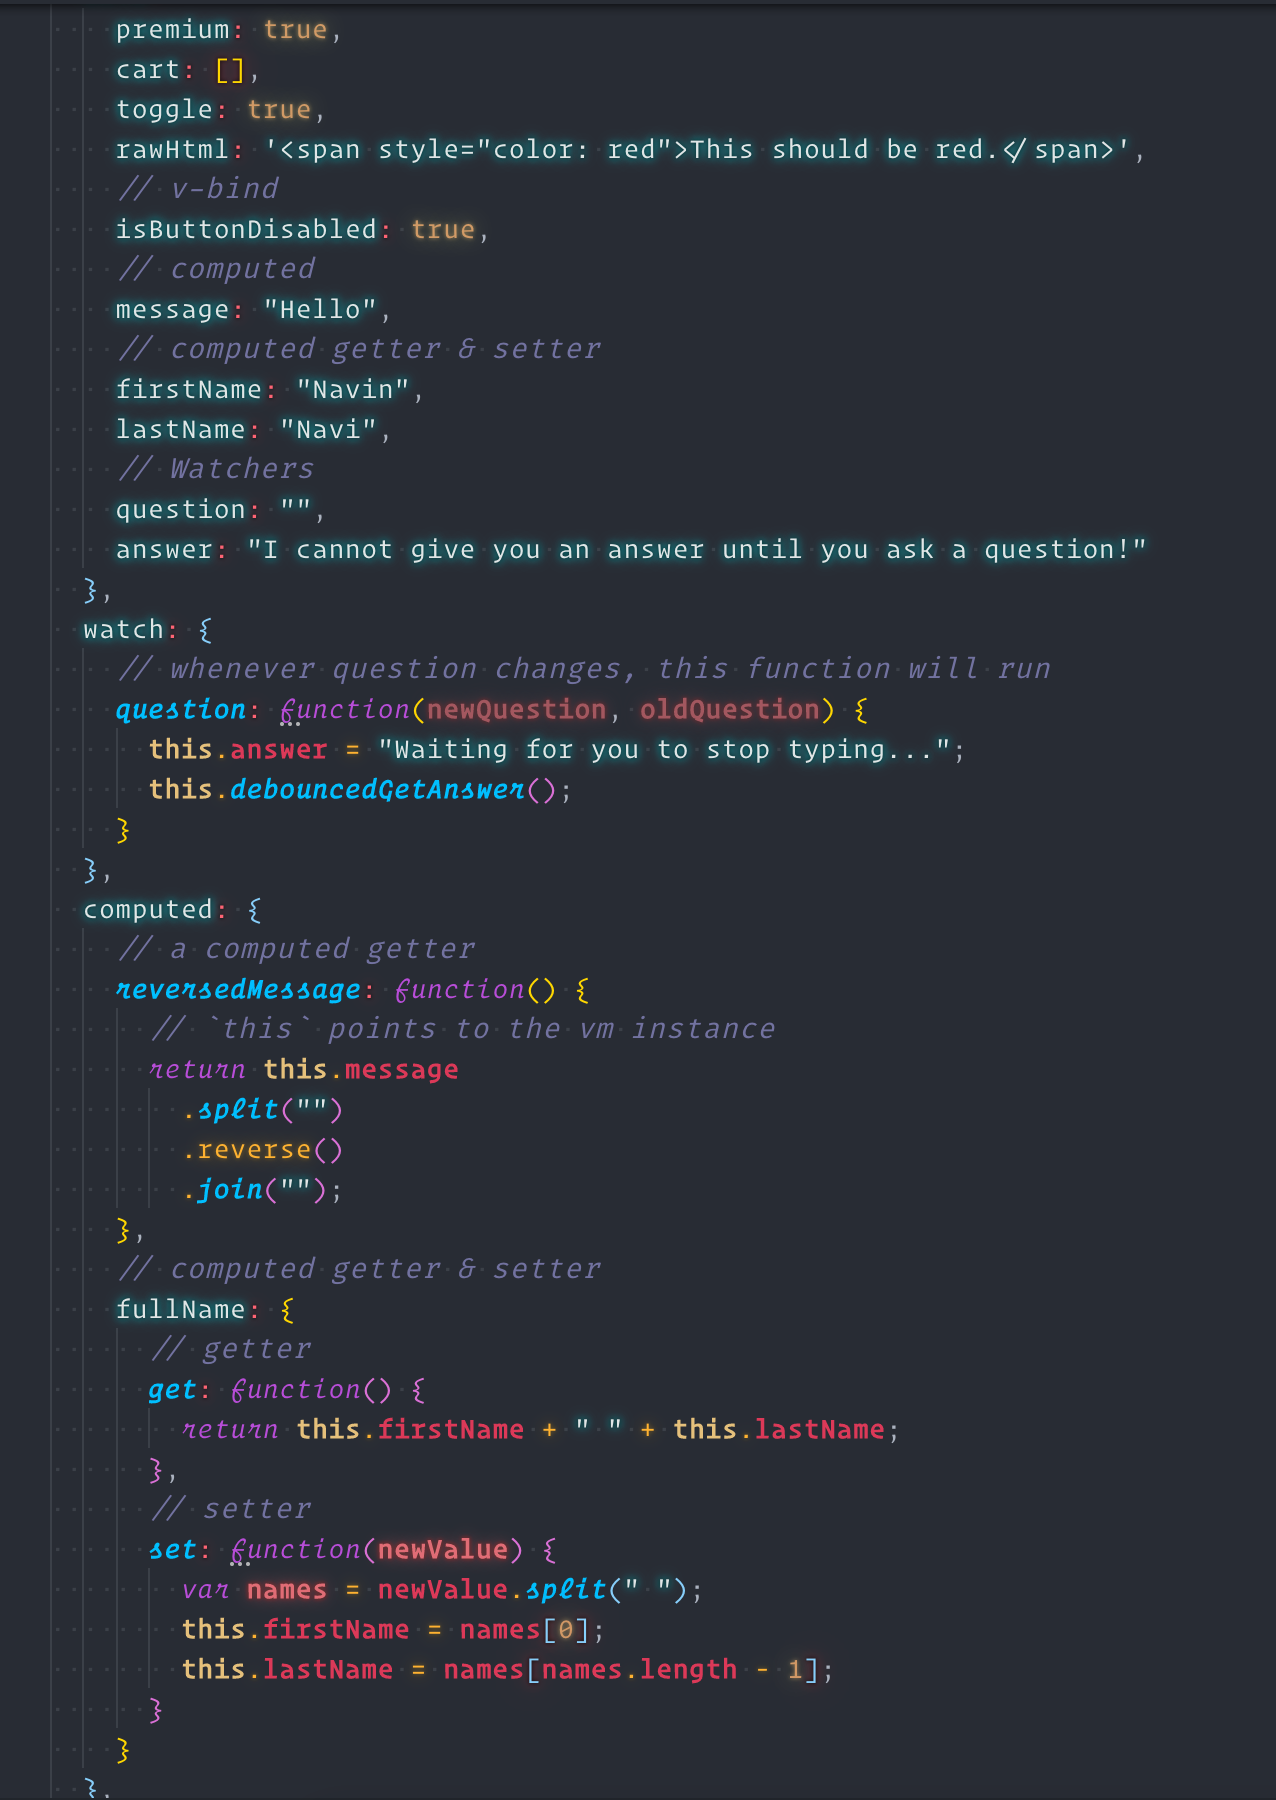 premium: true,
cart: [],
toggle: true,
rawHtml: '<span style="color: red">This should be red.</span>',
// v-bind
isButtonDisabled: true,
// computed
message: "Hello",
// computed getter & setter
firstName: "Navin",
lastName: "Navi",
// Watchers
question: "",
answer: "I cannot give you an answer until you ask a question!"
},
watch: {
// whenever question changes, this function will run
question: function(newQuestion, oldQuestion) {
this.answer = "Waiting for you to stop typing...";
this.debouncedGetAnswer();
}
},
computed: {
// a computed getter
reversedMessage: function() {
// `this` points to the vm instance
return this.message
.split("")
.reverse()
.join("");
},
// computed getter & setter
fullName: {
// getter
get: function() {
return this.firstName + " " + this.lastName;
},
// setter
set: function(newValue) {
var names = newValue.split(" ");
this.firstName = names[0];
this.lastName = names[names.length - 1];
}
}
},